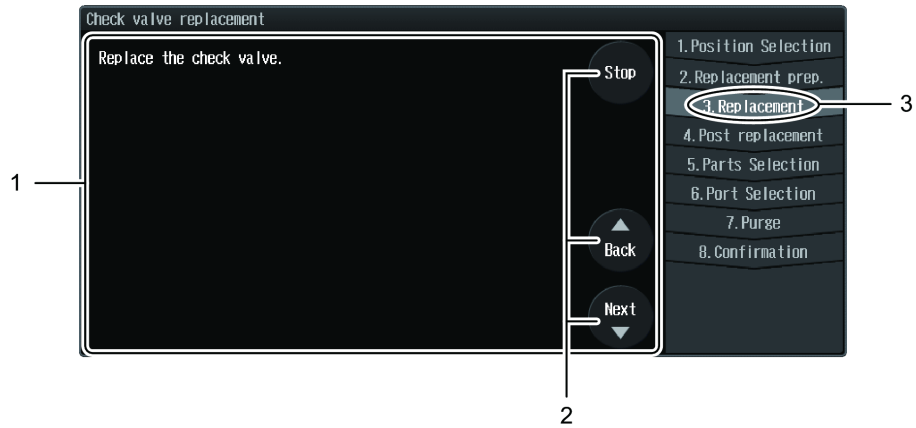 Check valve replacement
Replace the check valve.
Stop
Back
Next
1.Position Selection
2.Replacement prep.
3.Replacement
4.Post replacement
5.Parts Selection
6.Port Selection
7.Purge
8.Confirmation
1
2
3